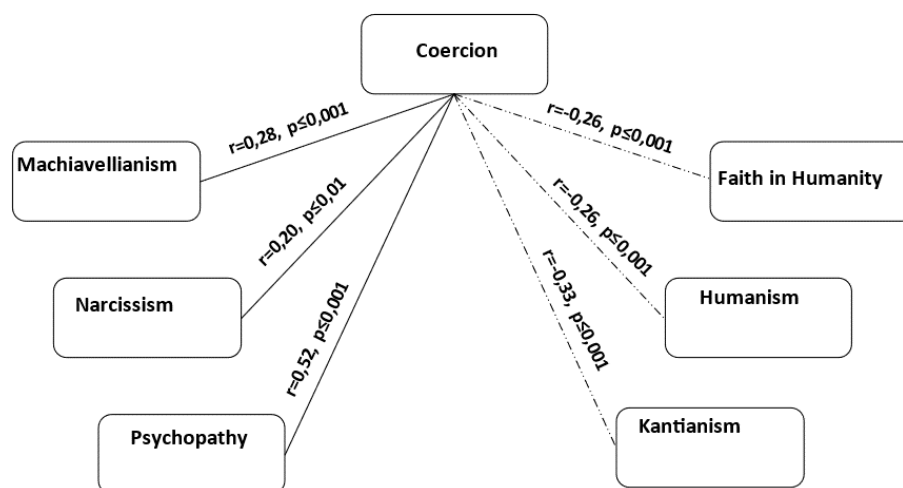 Coercion
r=0,28, p≤0,001
r=-0,26, p≤0,001
Machiavellianism
Faith in Humanity
r=0,20, p≤0,01
r=-0,26, p≤0,001
Narcissism
Humanism
r=0,52, p≤0,001
r=-0,33, p≤0,001
Psychopathy
Kantianism